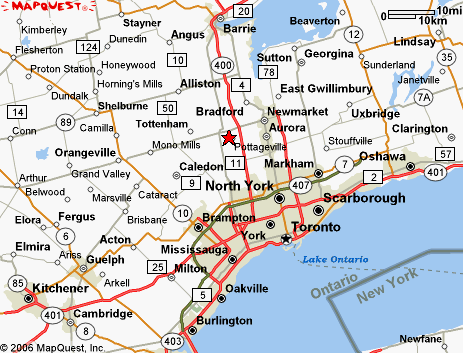 MAPQUEST
20
10mi
10km
Kimberley
Stayner
Barrie
Beaverton
12
Lindsay
Flesherton
124
Dunedin
Angus
Sutton
Georgina
35
Proton Station
Honeywood
400
78
Sunderland
Janetville
10
Horning's Mills
Alliston
4
East Gwillimbury
7A
Dundalk
50
Shelburne
Bradford
Newmarket
Uxbridge
14
89
Camilla
Tottenham
Aurora
Clarington
Conn
Pottageville
Stouffville
Mono Mills
Orangeville
11
Markham
7
Oshawa
57
Grand Valley
Caledon
401
Arthur
9
North York
407
2
Belwood
Marsville
Cataract
Scarborough
Elora
Fergus
Brisbane
10
Brampton
York
Toronto
6
Acton
Elmira
Ariss
Mississauga
Lake Ontario
Guelph
25
Milton
85
Arkell
Ontario
New York
Kitchener
5
Oakville
401
Cambridge
8
Burlington
403
Newfane
©2006 MapQuest, Inc.